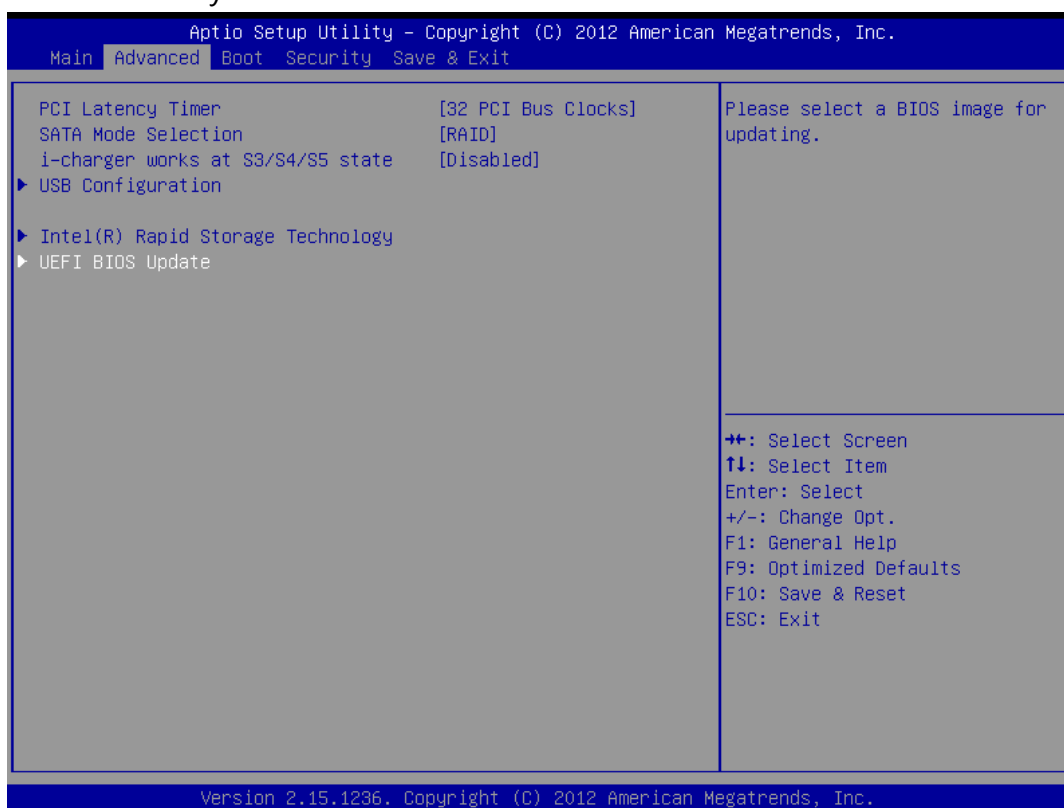 Aptio Setup Utility – Copyright (C) 2012 American Megatrends, Inc.
Main Advanced Boot Security Save & Exit
PCI Latency Timer [32 PCI Bus Clocks]
SATA Mode Selection [RAID]
i-charger works at S3/S4/S5 state [Disabled]
▶ USB Configuration
▶ Intel(R) Rapid Storage Technology
▶ UEFI BIOS Update
Please select a BIOS image for
updating.
→←: Select Screen
↑↓: Select Item
Enter: Select
+/-: Change Opt.
F1: General Help
F9: Optimized Defaults
F10: Save & Reset
ESC: Exit
Version 2.15.1236. Copyright (C) 2012 American Megatrends, Inc.